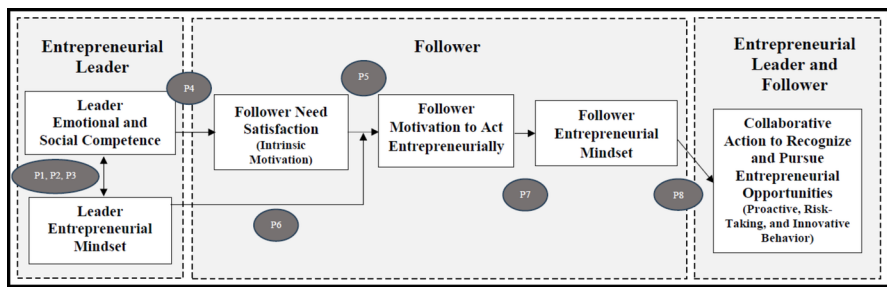 Entrepreneurial
Leader
Leader
Emotional and
Social Competence
P1, P2, P3
Leader
Entrepreneurial
Mindset
P4
Follower
Follower Need
Satisfaction
(Intrinsic
Motivation)
P5
P6
Follower
Motivation to Act
Entrepreneurially
P7
Follower
Entrepreneurial
Mindset
P8
Entrepreneurial
Leader and
Follower
Collaborative
Action to Recognize
and Pursue
Entrepreneurial
Opportunities
(Proactive, Risk-
Taking, and Innovative
Behavior)